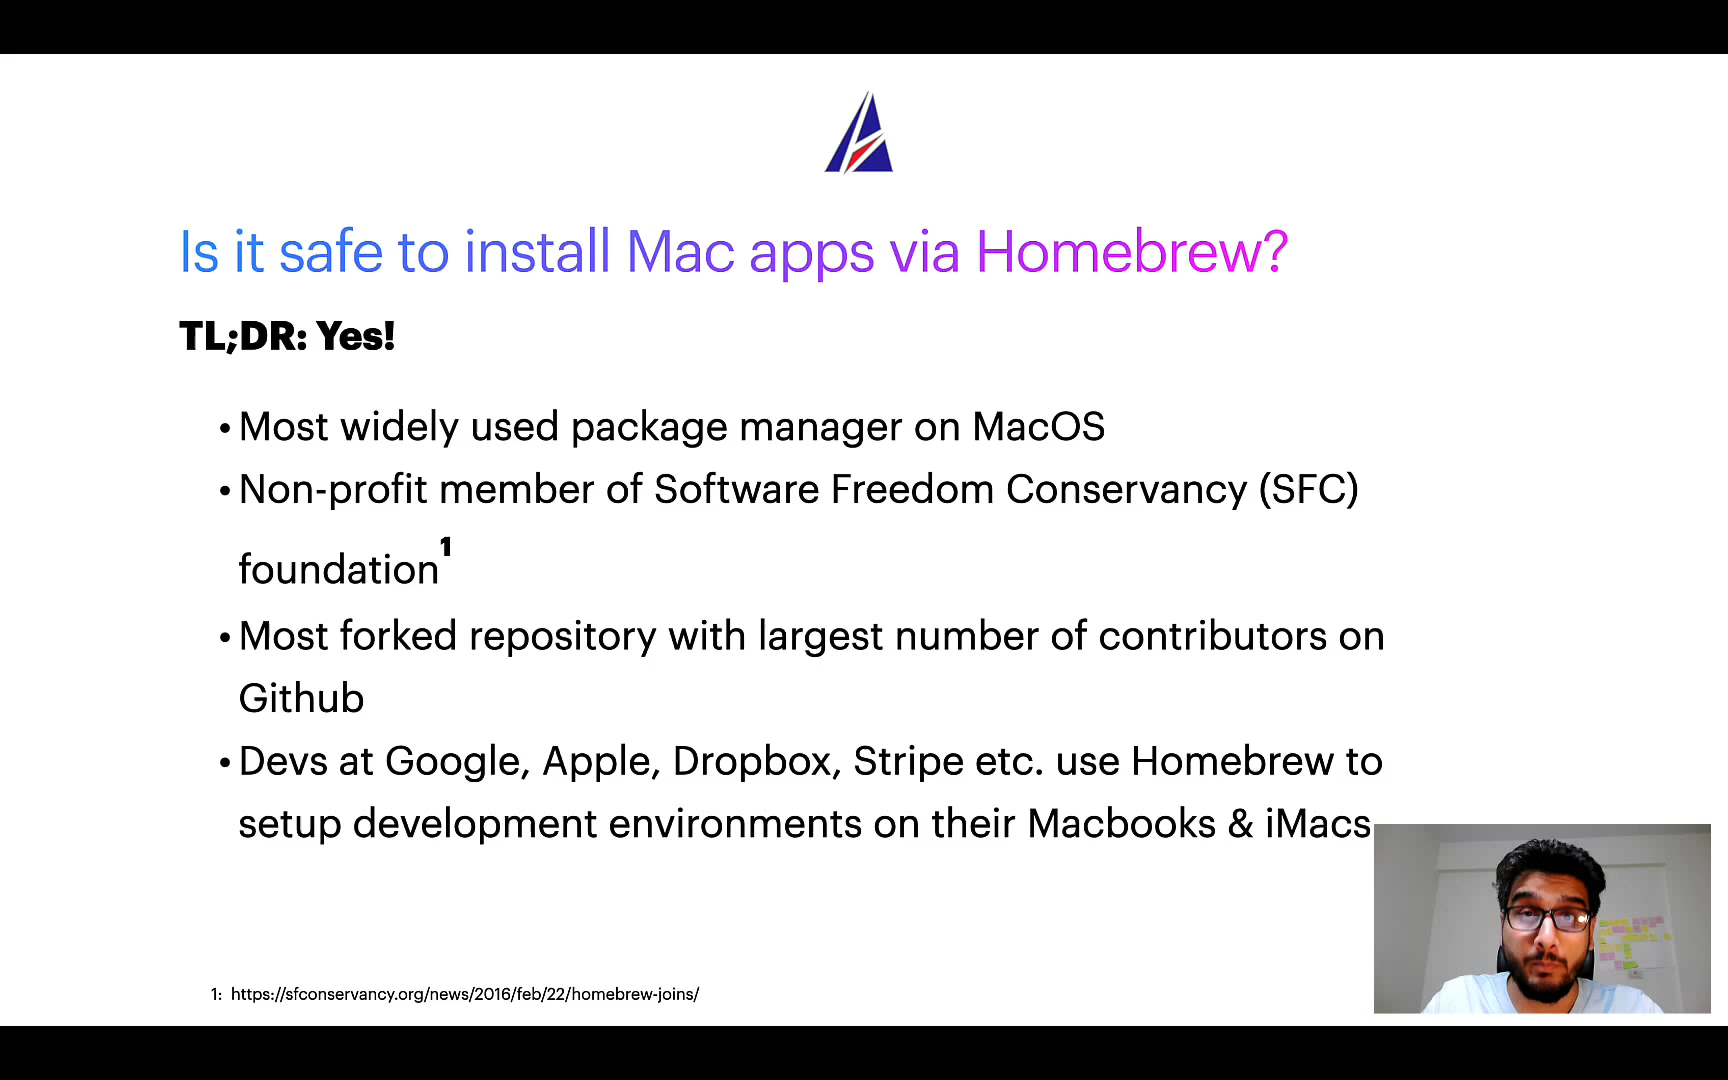 Is it safe to install Mac apps via Homebrew?
TL;DR: Yes!
• Most widely used package manager on MacOS
• Non-profit member of Software Freedom Conservancy (SFC)
foundation1
• Most forked repository with largest number of contributors on
Github
• Devs at Google, Apple, Dropbox, Stripe etc. use Homebrew to
setup development environments on their Macbooks & iMacs
1: https://sfconservancy.org/news/2016/feb/22/homebrew-joins/